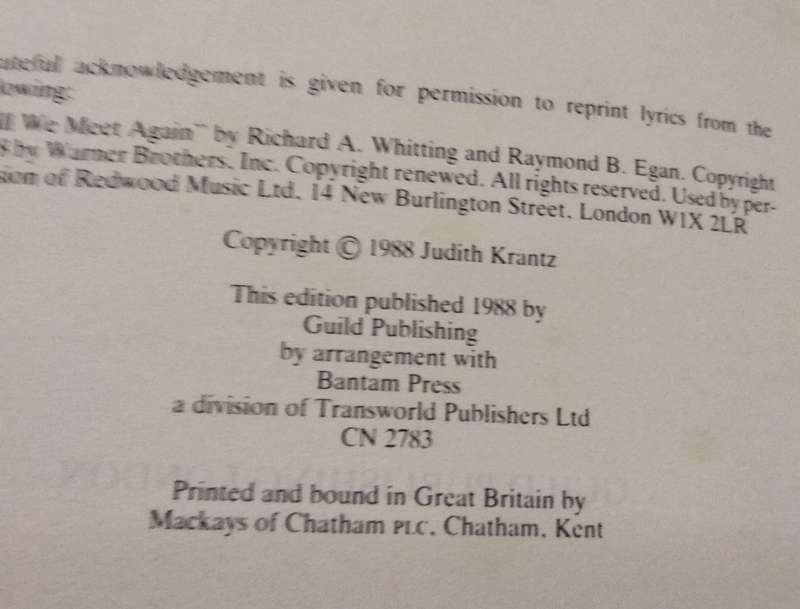 ateful acknowledgement is given for permission to reprint lyrics from the
lowing:
ll We Meet Again" by Richard A. Whitting and Raymond B. Egan. Copyright
8 by Warner Brothers, Inc. Copyright renewed. All rights reserved. Used by per-
sion of Redwood Music Ltd, 14 New Burlington Street, London W1X 2LR
Copyright © 1988 Judith Krantz
This edition published 1988 by
Guild Publishing
by arrangement with
Bantam Press
a division of Transworld Publishers Ltd
CN 2783
Printed and bound in Great Britain by
Mackays of Chatham PLC, Chatham, Kent